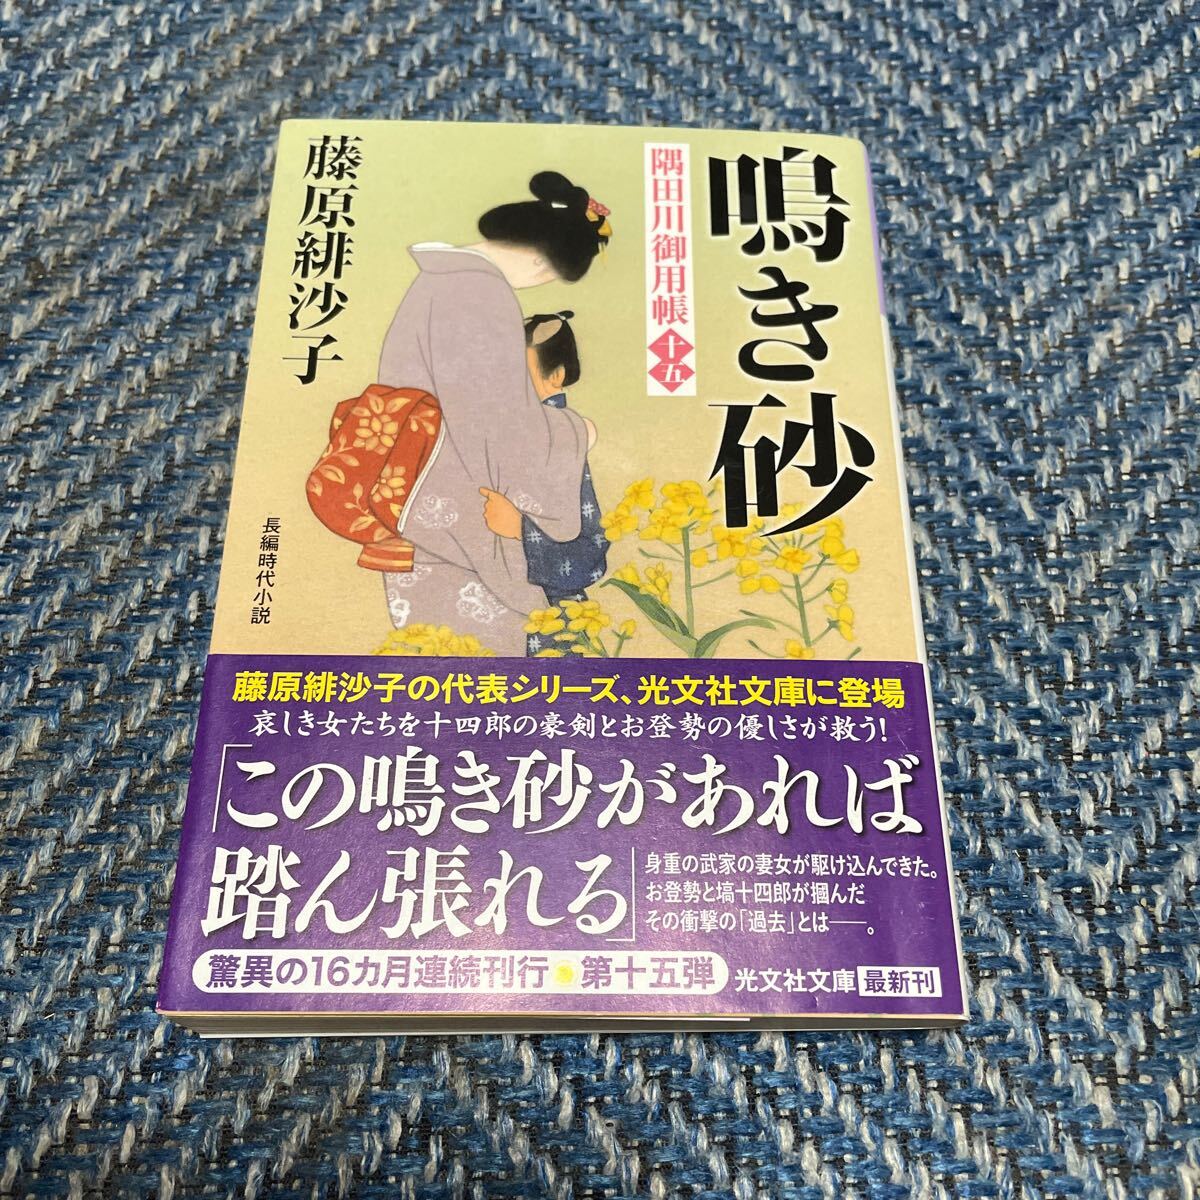 鳴き砂
隅田川御用帳 十五
藤原緋沙子
長編時代小説
藤原緋沙子の代表シリーズ、光文社文庫に登場
哀しき女たちを十四郎の豪剣とお登勢の優しさが救う!
「この鳴き砂があれば
踏ん張れる」
身重の武家の妻女が駆け込んできた。
お登勢と塙十四郎が掴んだ
その衝撃の「過去」とは──。
驚異の16カ月連続刊行●第十五弾
光文社文庫 最新刊